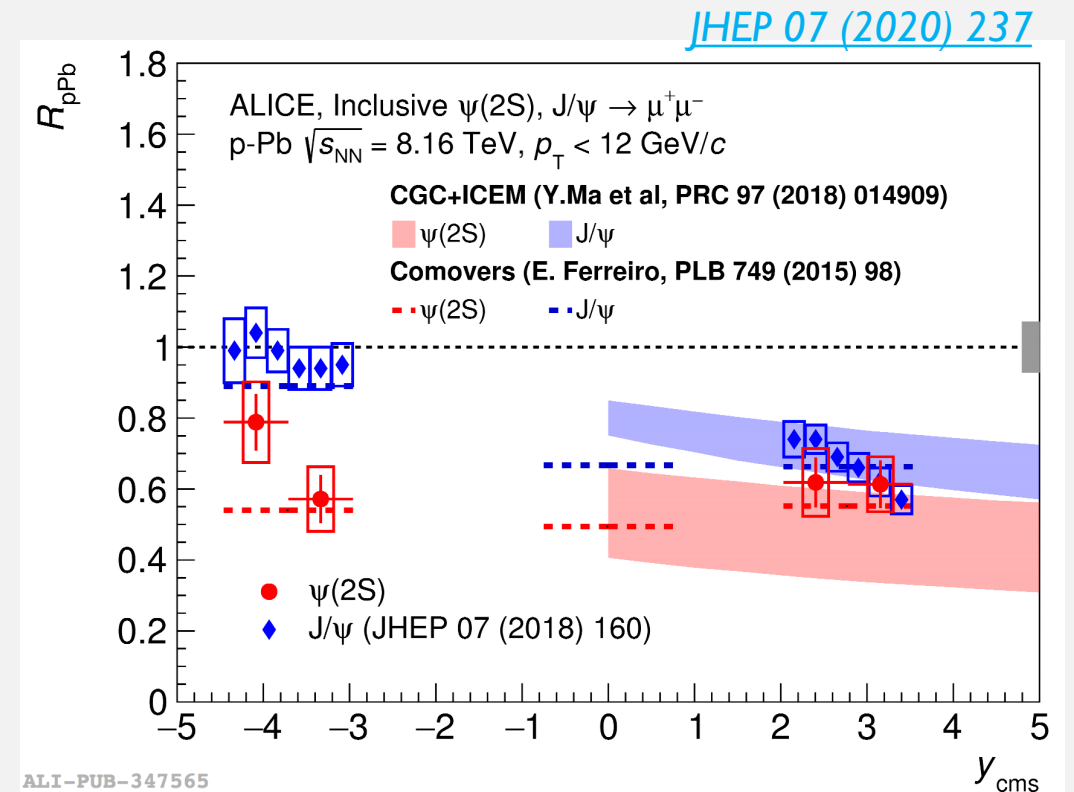 JHEP 07 (2020) 237
R_pPb
1.8
1.6
1.4
1.2
1
0.8
0.6
0.4
0.2
0
ALICE, Inclusive ψ(2S), J/ψ → μ⁺μ⁻
p-Pb √s_NN = 8.16 TeV, p_T < 12 GeV/c
CGC+ICEM (Y.Ma et al, PRC 97 (2018) 014909)
ψ(2S) J/ψ
Comovers (E. Ferreiro, PLB 749 (2015) 98)
ψ(2S) J/ψ
ψ(2S)
J/ψ (JHEP 07 (2018) 160)
−5 −4 −3 −2 −1 0 1 2 3 4 5
y_cms
ALI-PUB-347565